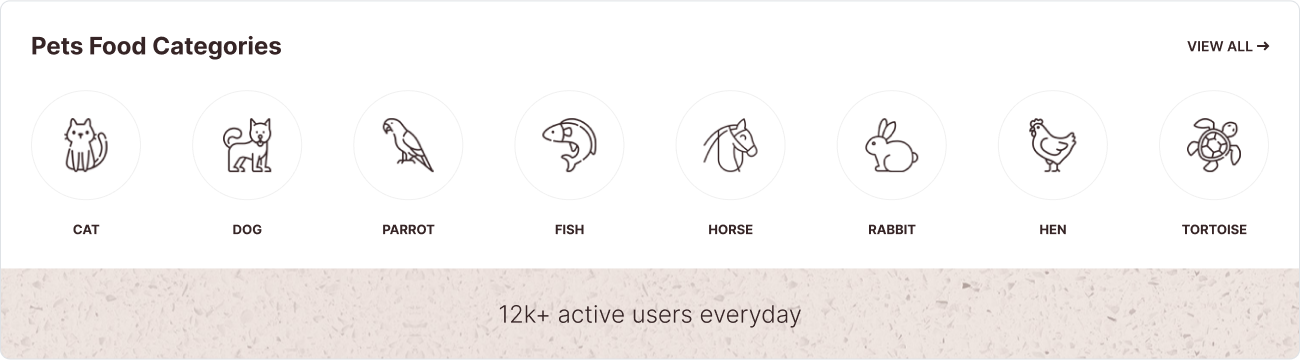 Pets Food Categories
VIEW ALL →
CAT
DOG
PARROT
FISH
HORSE
RABBIT
HEN
TORTOISE
12k+ active users everyday